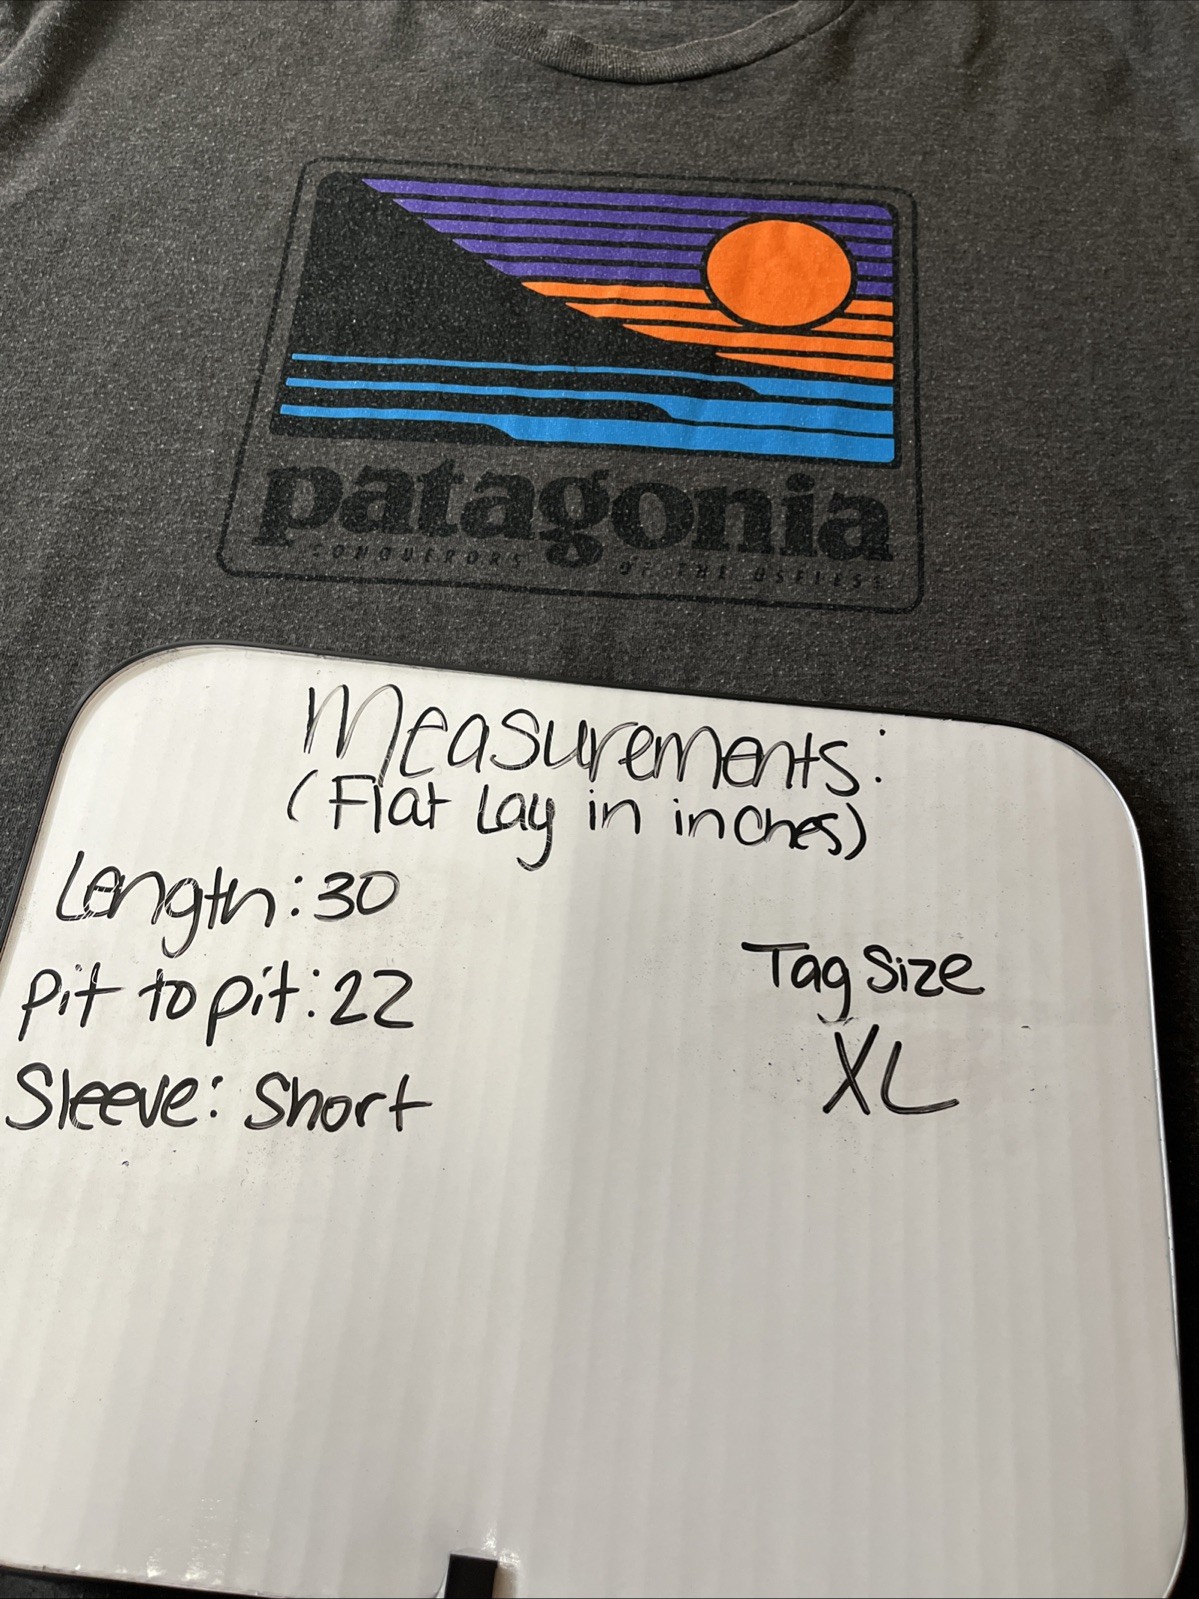 patagonia
CONQUERORS OF THE USELESS
Measurements:
(Flat Lay in inches)
Length: 30
Pit to pit: 22
Sleeve: Short
Tag Size
XL